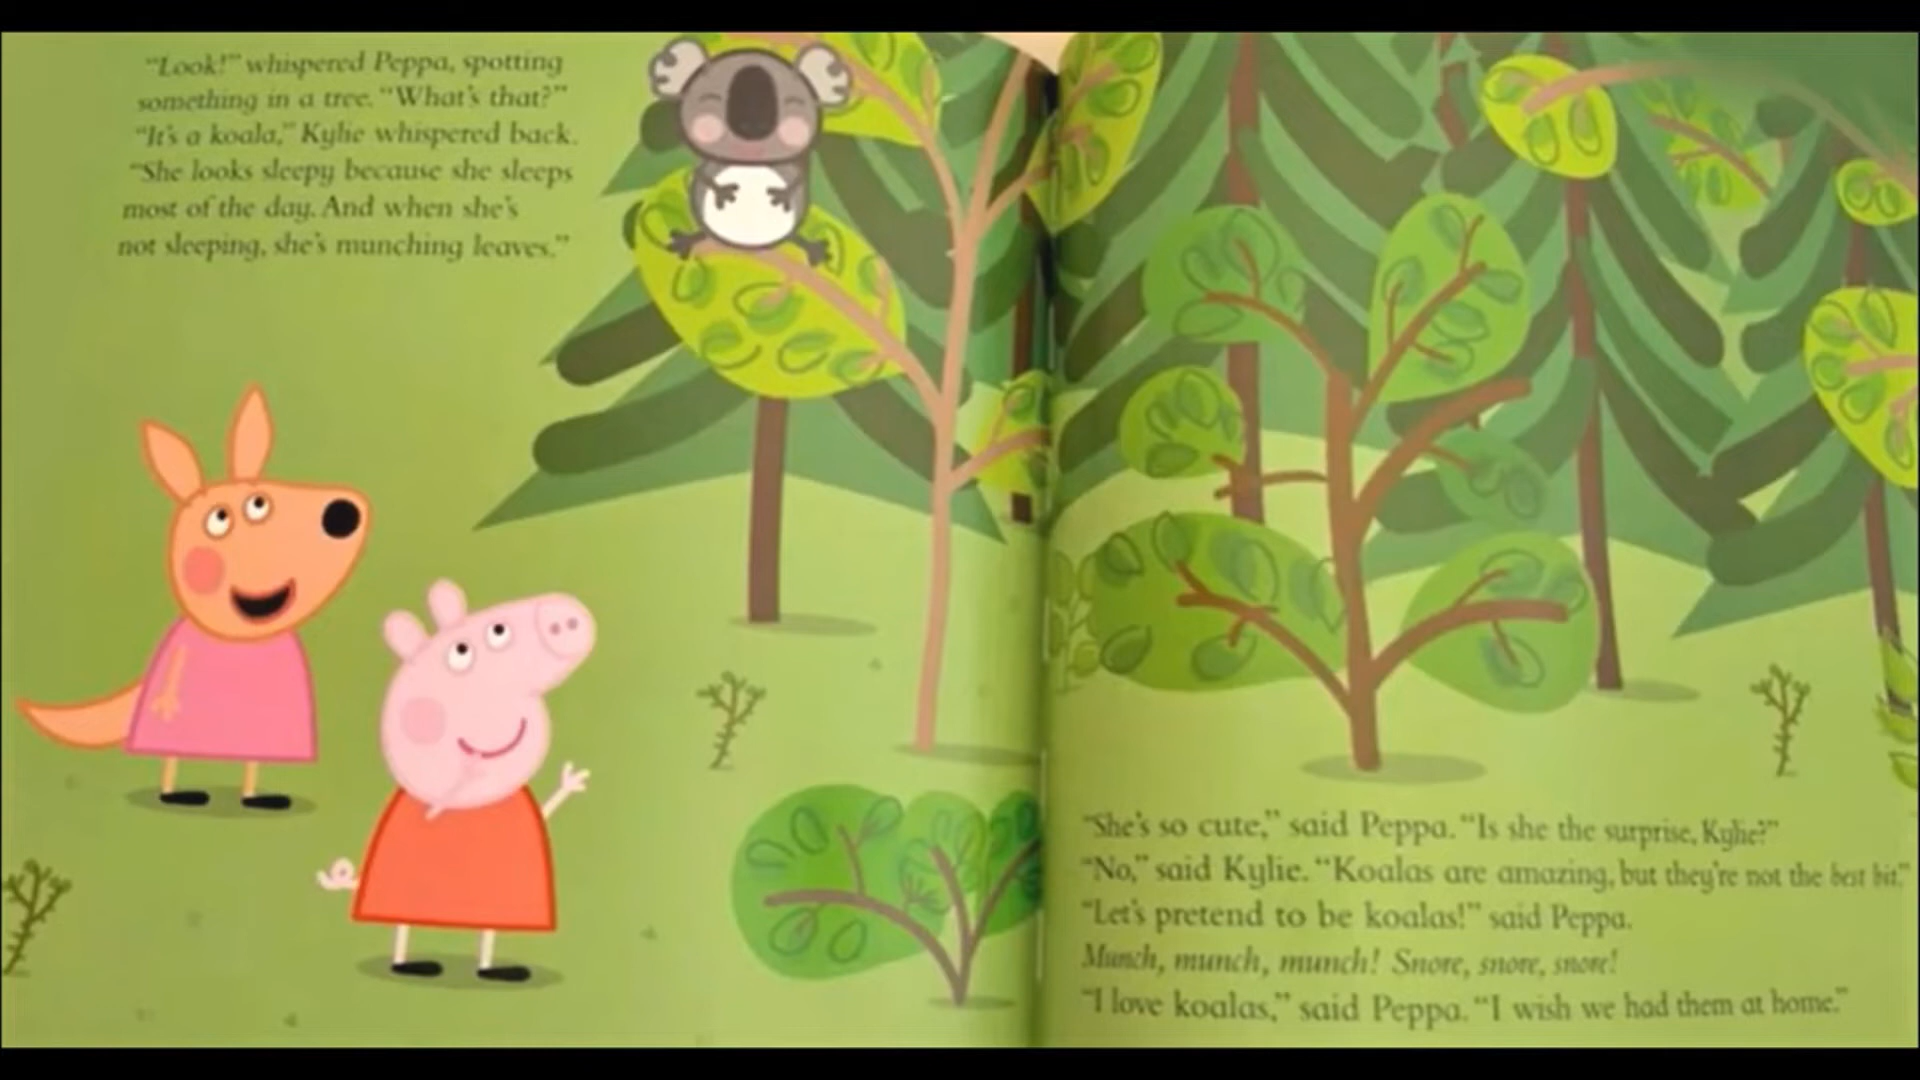 “Look!” whispered Peppa, spotting
something in a tree. “What’s that?”
“It’s a koala,” Kylie whispered back.
“She looks sleepy because she sleeps
most of the day. And when she’s
not sleeping, she’s munching leaves.”
“She’s so cute,” said Peppa. “Is she the surprise, Kylie?”
“No,” said Kylie. “Koalas are amazing, but they’re not the best bit.”
“Let’s pretend to be koalas!” said Peppa.
Munch, munch, munch! Snore, snore, snore!
“I love koalas,” said Peppa. “I wish we had them at home.”